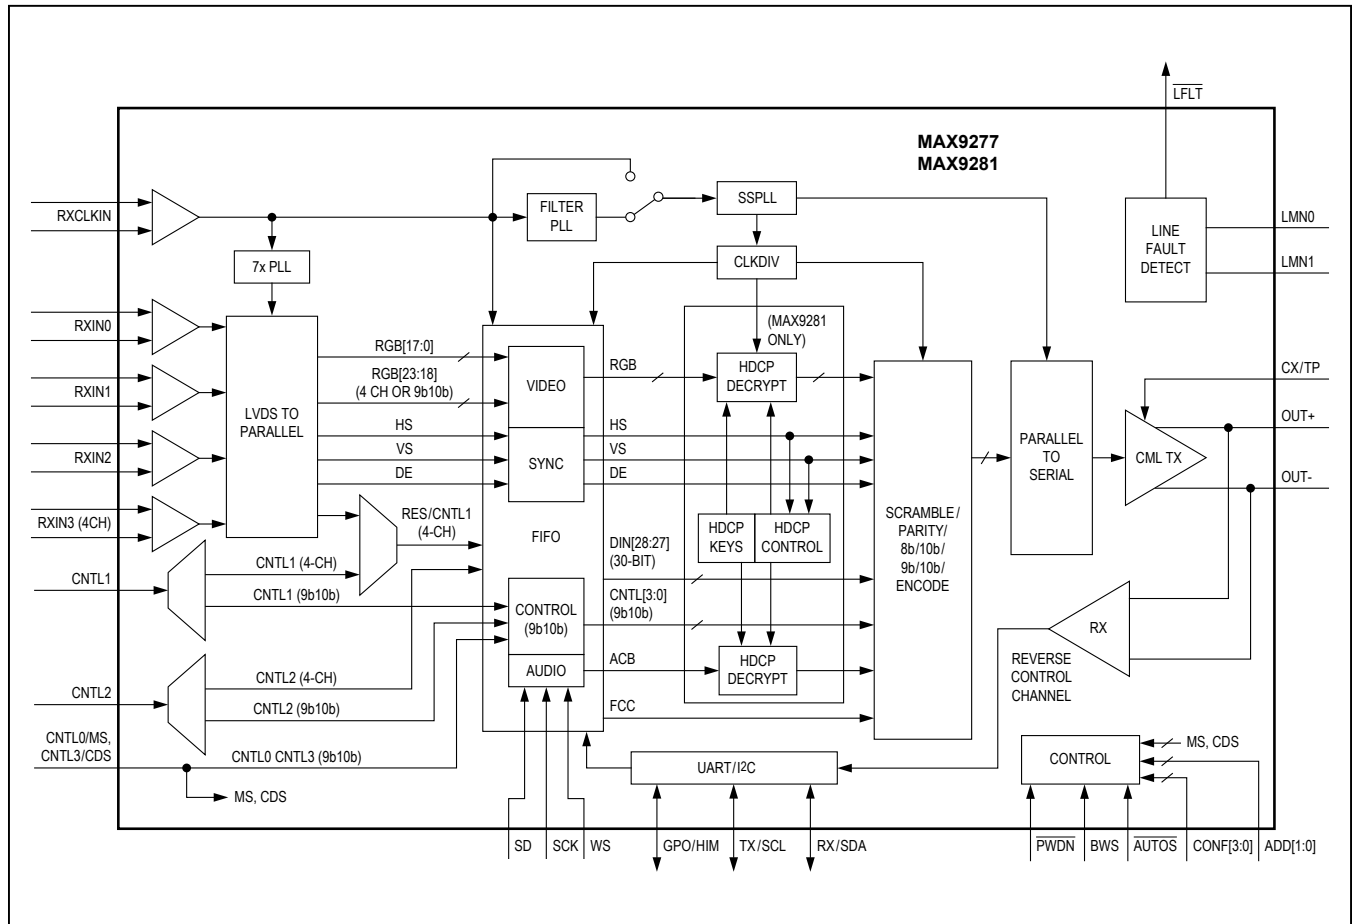 LFLT
MAX9277
MAX9281
RXCLKIN
FILTER
PLL
SSPLL
LINE
FAULT
DETECT
LMN0
LMN1
7x PLL
CLKDIV
RXIN0
RXIN1
RXIN2
RXIN3 (4CH)
LVDS TO
PARALLEL
RGB[17:0]
RGB[23:18]
(4 CH OR 9b10b)
HS
VS
DE
RES/CNTL1
(4-CH)
VIDEO
SYNC
FIFO
CONTROL
(9b10b)
AUDIO
RGB
HS
VS
DE
DIN[28:27]
(30-BIT)
CNTL[3:0]
(9b10b)
ACB
FCC
(MAX9281
ONLY)
HDCP
DECRYPT
HDCP
KEYS
HDCP
CONTROL
HDCP
DECRYPT
SCRAMBLE/
PARITY/
8b/10b/
9b/10b/
ENCODE
PARALLEL
TO
SERIAL
CML TX
CX/TP
OUT+
OUT-
RX
REVERSE
CONTROL
CHANNEL
CNTL1
CNTL1 (4-CH)
CNTL1 (9b10b)
CNTL2
CNTL2 (4-CH)
CNTL2 (9b10b)
CNTL0/MS,
CNTL3/CDS
CNTL0 CNTL3 (9b10b)
MS, CDS
UART/I2C
CONTROL
MS, CDS
SD
SCK
WS
GPO/HIM
TX/SCL
RX/SDA
PWDN
BWS
AUTOS
CONF[3:0]
ADD[1:0]